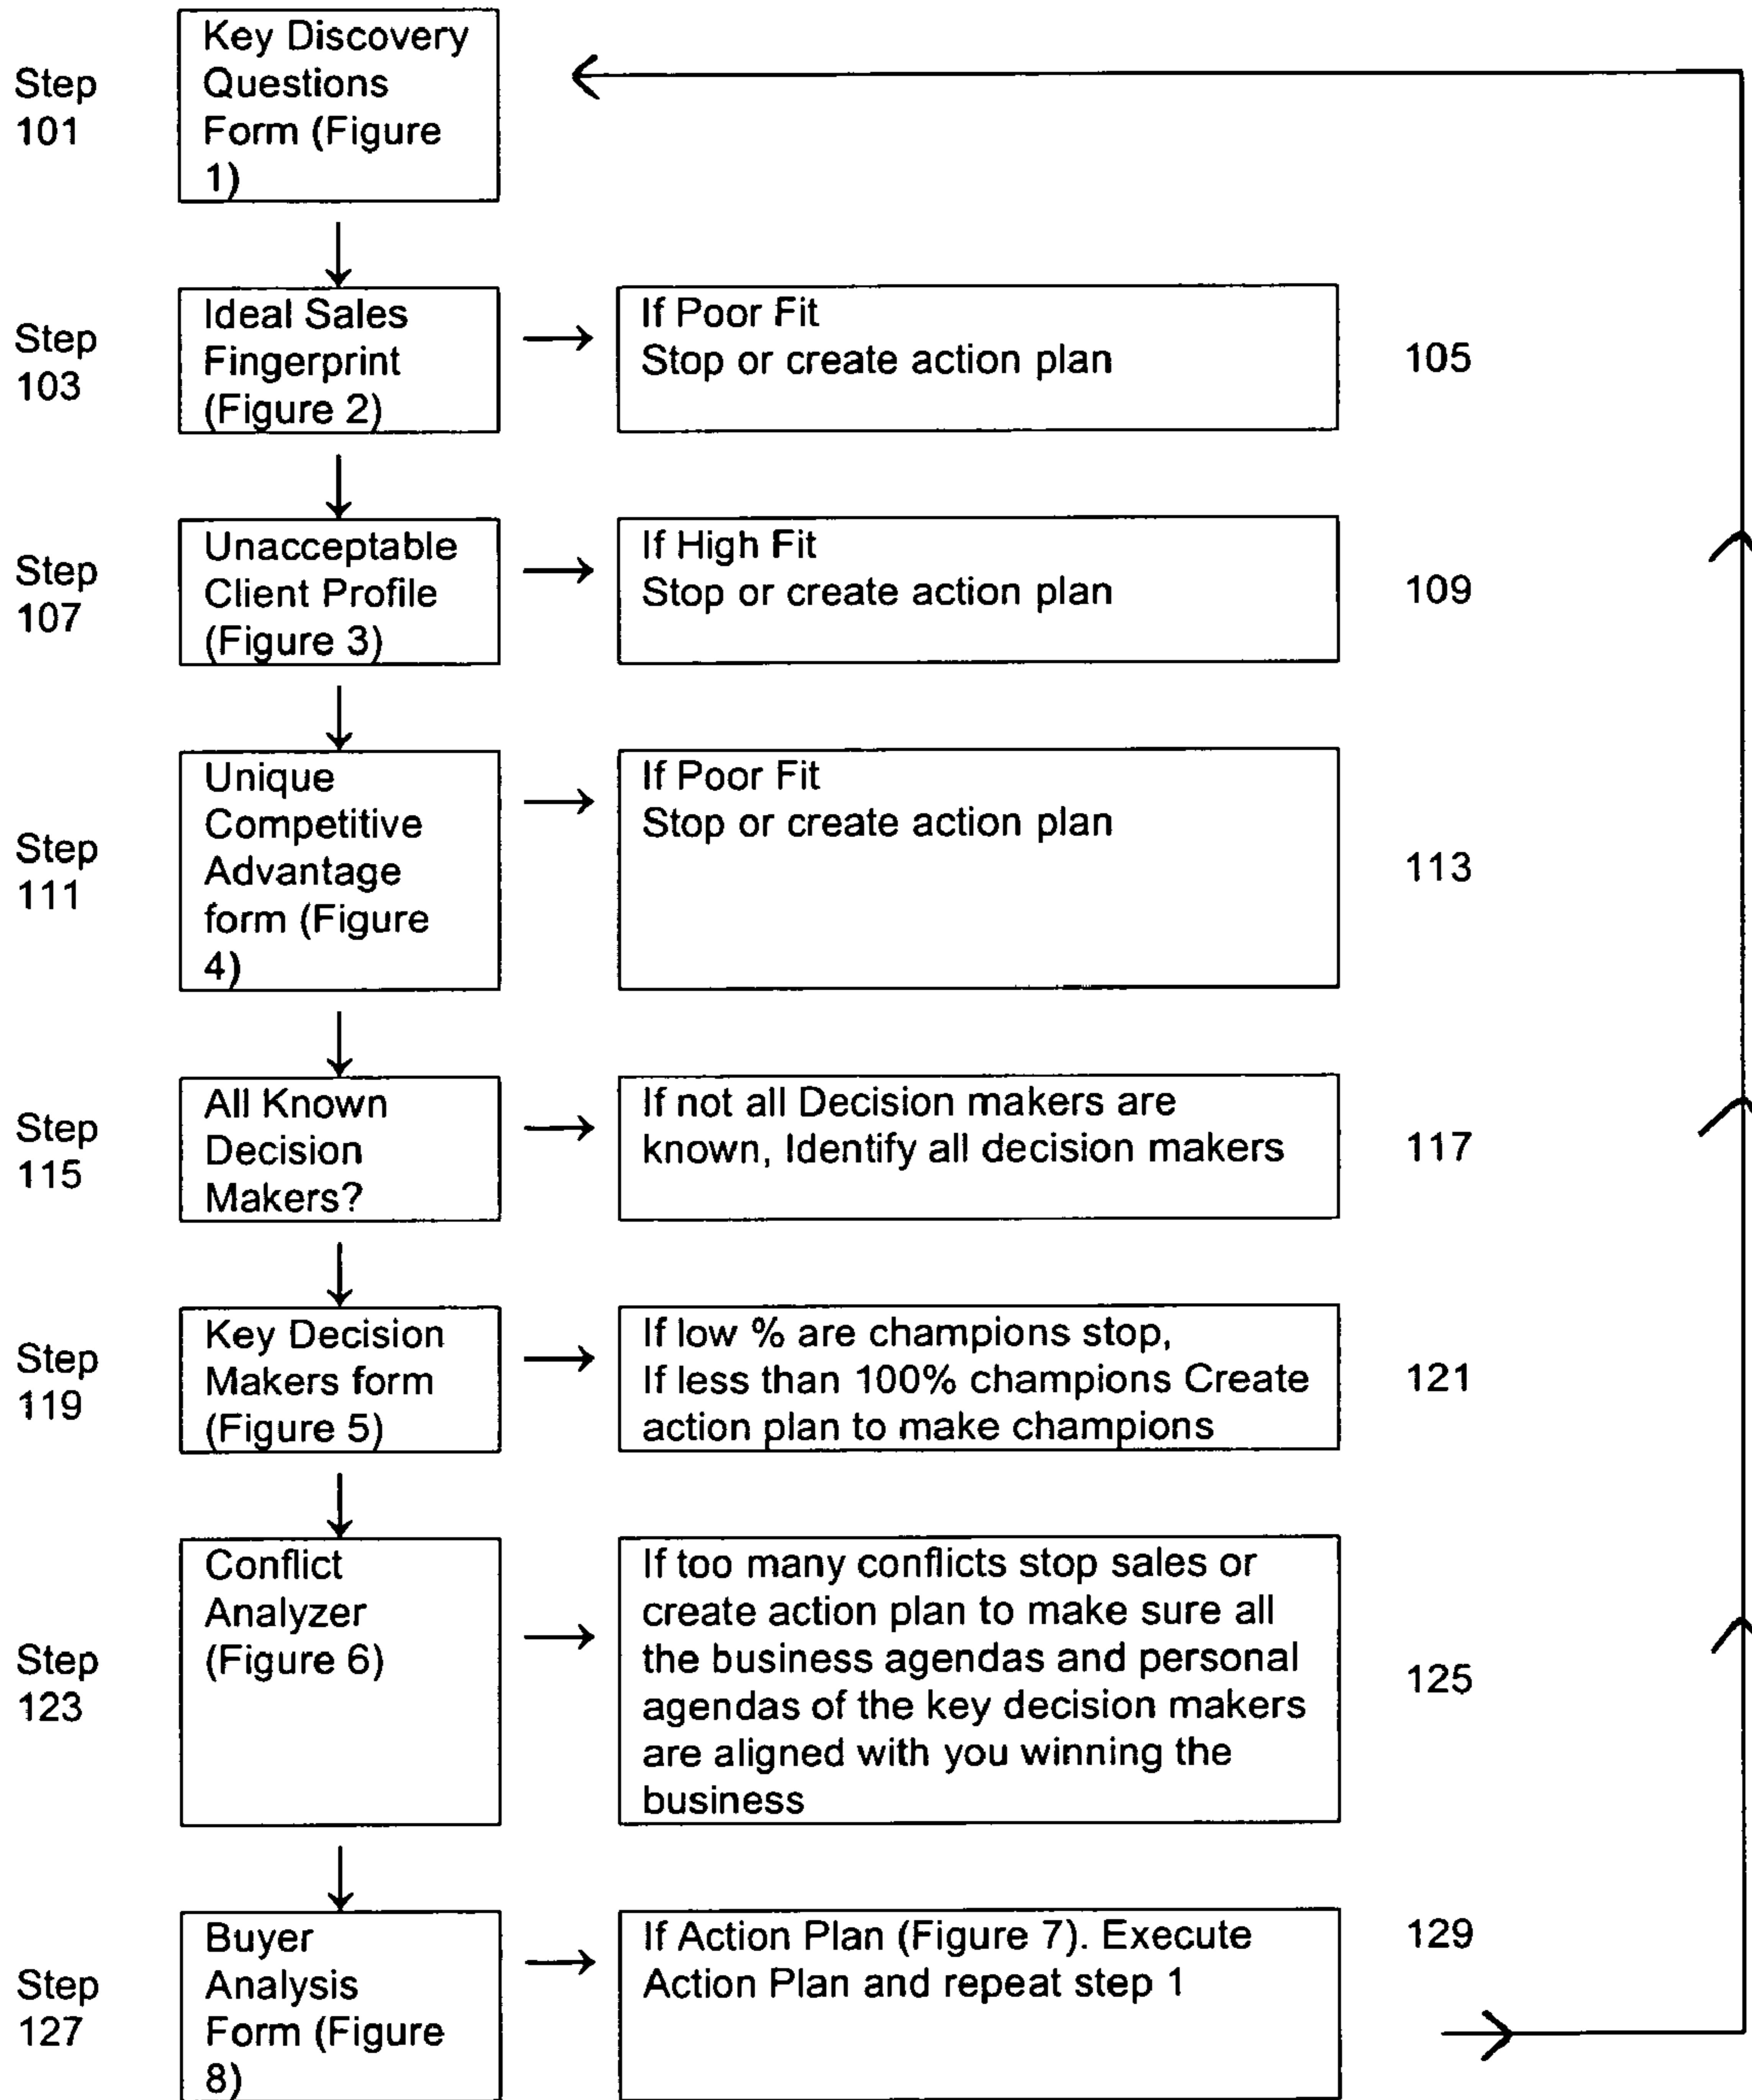 Step
101
Key Discovery
Questions
Form (Figure
1)
Step
103
Ideal Sales
Fingerprint
(Figure 2)
If Poor Fit
Stop or create action plan
105
Step
107
Unacceptable
Client Profile
(Figure 3)
If High Fit
Stop or create action plan
109
Step
111
Unique
Competitive
Advantage
form (Figure
4)
If Poor Fit
Stop or create action plan
113
Step
115
All Known
Decision
Makers?
If not all Decision makers are
known, Identify all decision makers
117
Step
119
Key Decision
Makers form
(Figure 5)
If low % are champions stop,
If less than 100% champions Create
action plan to make champions
121
Step
123
Conflict
Analyzer
(Figure 6)
If too many conflicts stop sales or
create action plan to make sure all
the business agendas and personal
agendas of the key decision makers
are aligned with you winning the
business
125
Step
127
Buyer
Analysis
Form (Figure
8)
If Action Plan (Figure 7). Execute
Action Plan and repeat step 1
129